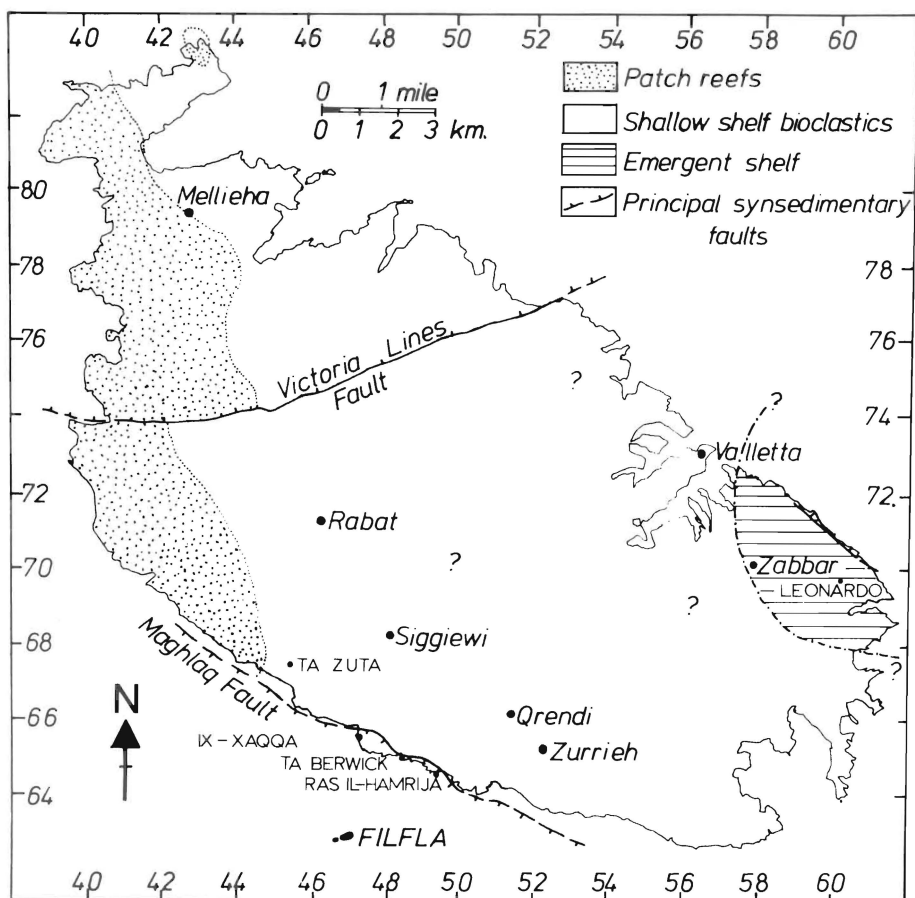 40 42 44 46 48 50 52 54 56 58 60
0 1 mile
0 1 2 3 km.
Patch reefs
Shallow shelf bioclastics
Emergent shelf
Principal synsedimentary
faults
80
78
76
74
72
70
68
66
64
78
76
74
72
Mellieha
Victoria Lines
Fault
?
?
Valletta
Rabat
?
?
Zabbar
LEONARDO
Siggiewi
?
Maghlaq Fault
TA ZUTA
N
Qrendi
Zurrieh
IX-XAQQA
TA BERWICK
RAS IL-HAMRIJA
FILFLA
40 42 44 46 48 50 52 54 56 58 60